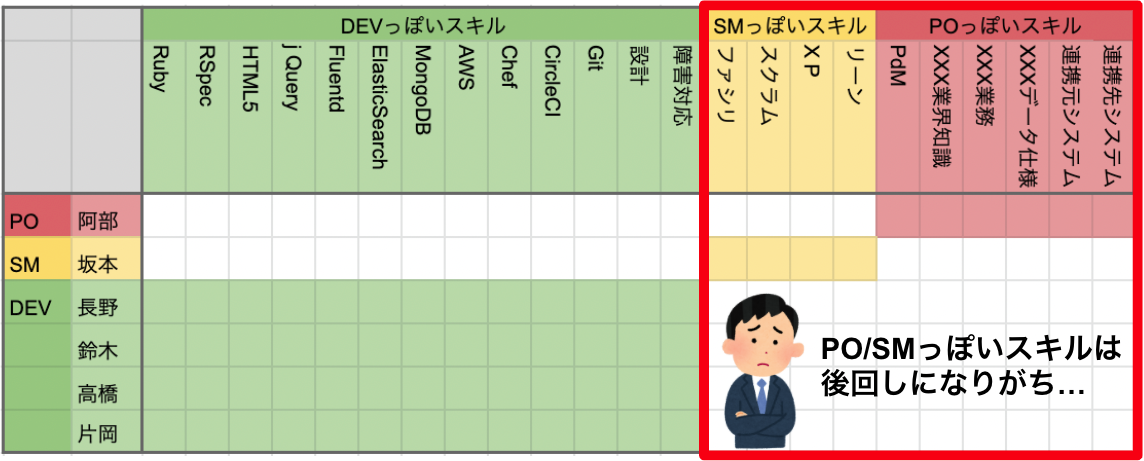 DEVっぽいスキル
SMっぽいスキル
POっぽいスキル
Ruby
RSpec
HTML5
jQuery
Fluentd
ElasticSearch
MongoDB
AWS
Chef
CircleCI
Git
設計
障害対応
ファシリ
スクラム
XP
リーン
PdM
XXX業界知識
XXX業務
XXXデータ仕様
連携元システム
連携先システム
PO 阿部
SM 坂本
DEV 長野
鈴木
高橋
片岡
PO/SMっぽいスキルは
後回しになりがち…